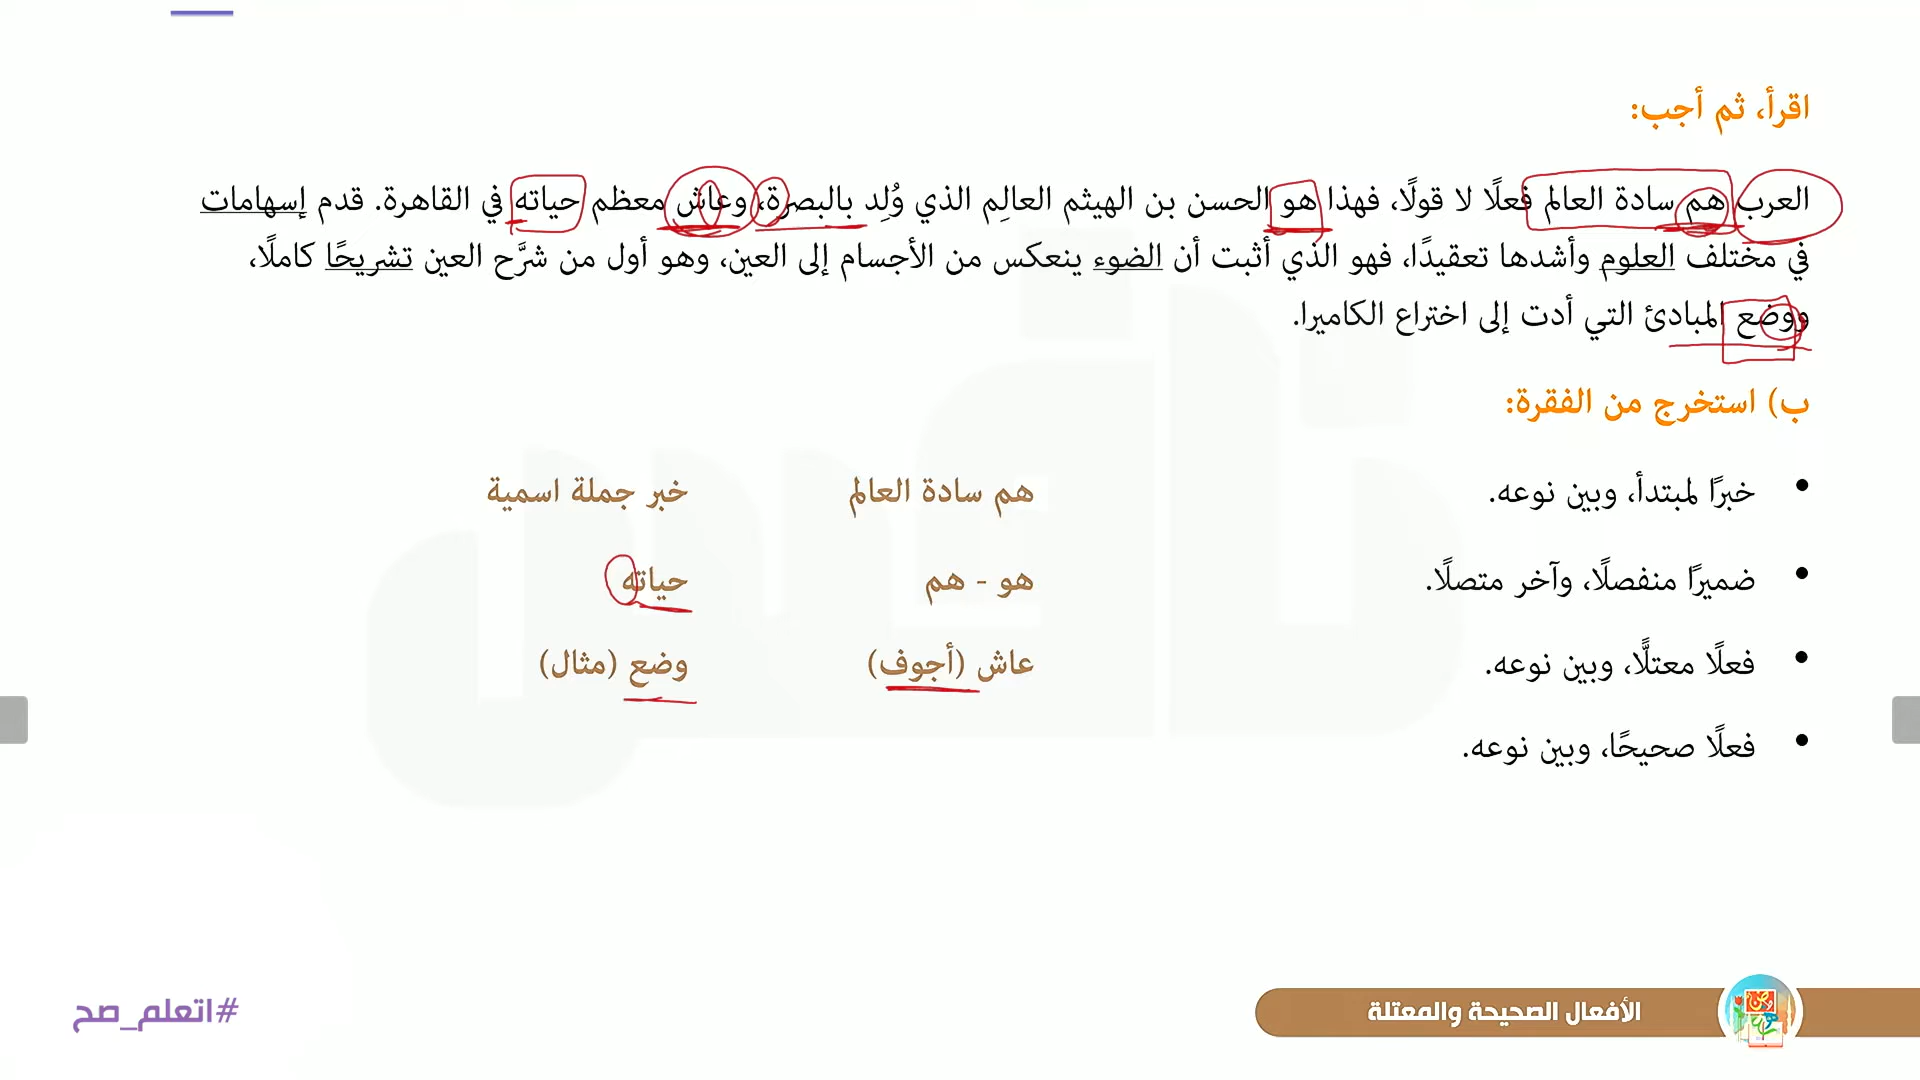 اقرأ، ثم أجب:
العرب هم سادة العالم فعلًا لا قولًا، فهذا هو الحسن بن الهيثم العالِم الذي وُلِد بالبصرة، وعاش معظم حياته في القاهرة. قدم إسهامات
في مختلف العلوم وأشدها تعقيدًا، فهو الذي أثبت أن الضوء ينعكس من الأجسام إلى العين، وهو أول من شرَّح العين تشريحًا كاملًا،
ووضع المبادئ التي أدت إلى اختراع الكاميرا.
ب) استخرج من الفقرة:
• خبرًا لمبتدأ، وبين نوعه. هم سادة العالم خبر جملة اسمية
• ضميرًا منفصلًا، وآخر متصلًا. هو - هم حياته
• فعلًا معتلًّا، وبين نوعه. عاش (أجوف) وضع (مثال)
• فعلًا صحيحًا، وبين نوعه.
الأفعال الصحيحة والمعتلة
#اتعلم_صح